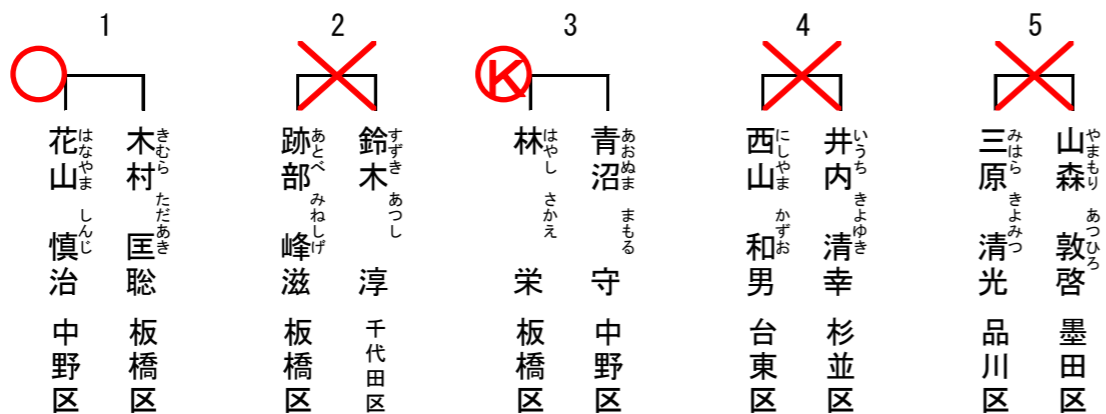 1
2
3
4
5
K
花山 慎治 中野区
はなやま しんじ
木村 匡聡 板橋区
きむら ただあき
跡部 峰滋 板橋区
あとべ みねしげ
鈴木 淳 千代田区
すずき あつし
林 栄 板橋区
はやし さかえ
青沼 守 中野区
あおぬま まもる
西山 和男 台東区
にしやま かずお
井内 清幸 杉並区
いうち きよゆき
三原 清光 品川区
みはら きよみつ
山森 敦啓 墨田区
やまもり あつひろ